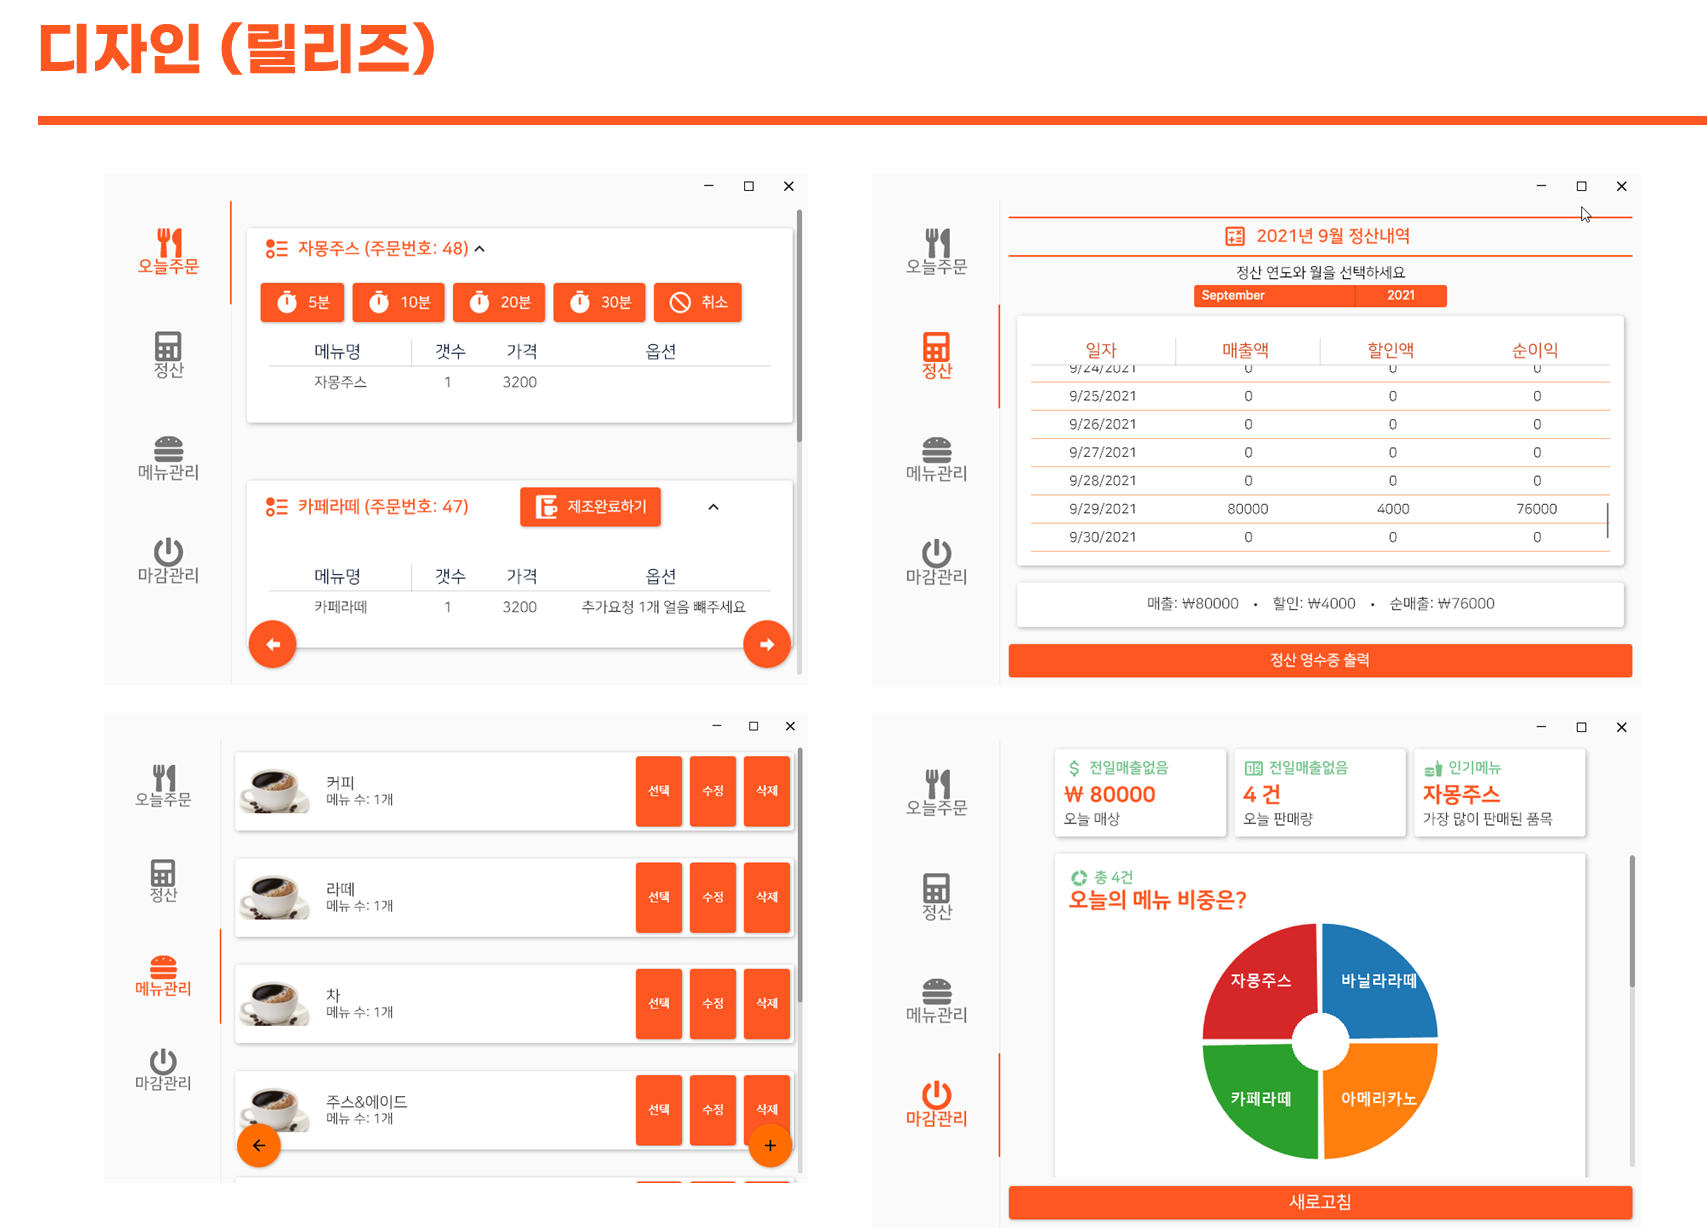 디자인 (릴리즈)
오늘주문
정산
메뉴관리
마감관리
자몽주스 (주문번호: 48)
5분 10분 20분 30분 취소
메뉴명 갯수 가격 옵션
자몽주스 1 3200
카페라떼 (주문번호: 47) 제조완료하기
메뉴명 갯수 가격 옵션
카페라떼 1 3200 추가요청 1개 얼음 뺴주세요
오늘주문
정산
메뉴관리
마감관리
2021년 9월 정산내역
정산 연도와 월을 선택하세요
September 2021
일자 매출액 할인액 순이익
9/24/2021 0 0 0
9/25/2021 0 0 0
9/26/2021 0 0 0
9/27/2021 0 0 0
9/28/2021 0 0 0
9/29/2021 80000 4000 76000
9/30/2021 0 0 0
매출: ₩80000 • 할인: ₩4000 • 순매출: ₩76000
정산 영수증 출력
오늘주문
정산
메뉴관리
마감관리
커피
메뉴 수: 1개
선택 수정 삭제
라떼
메뉴 수: 1개
선택 수정 삭제
차
메뉴 수: 1개
선택 수정 삭제
주스&에이드
메뉴 수: 1개
선택 수정 삭제
오늘주문
정산
메뉴관리
마감관리
전일매출없음
₩ 80000
오늘 매상
전일매출없음
4 건
오늘 판매량
인기메뉴
자몽주스
가장 많이 판매된 품목
총 4건
오늘의 메뉴 비중은?
자몽주스 바닐라라떼
카페라떼 아메리카노
새로고침